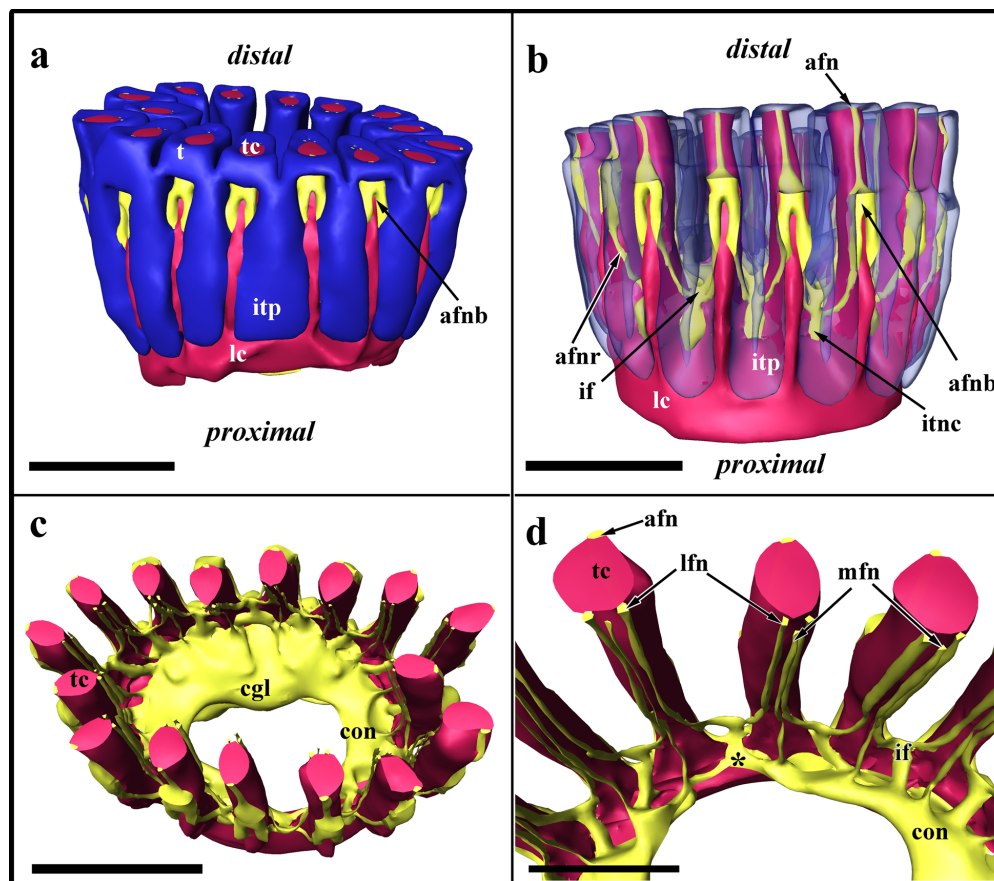 a
distal
t
tc
afnb
itp
lc
proximal
b
distal
afn
afnr
if
itp
lc
afnb
itnc
proximal
c
tc
cgl
con
d
afn
tc
lfn
mfn
*
if
con